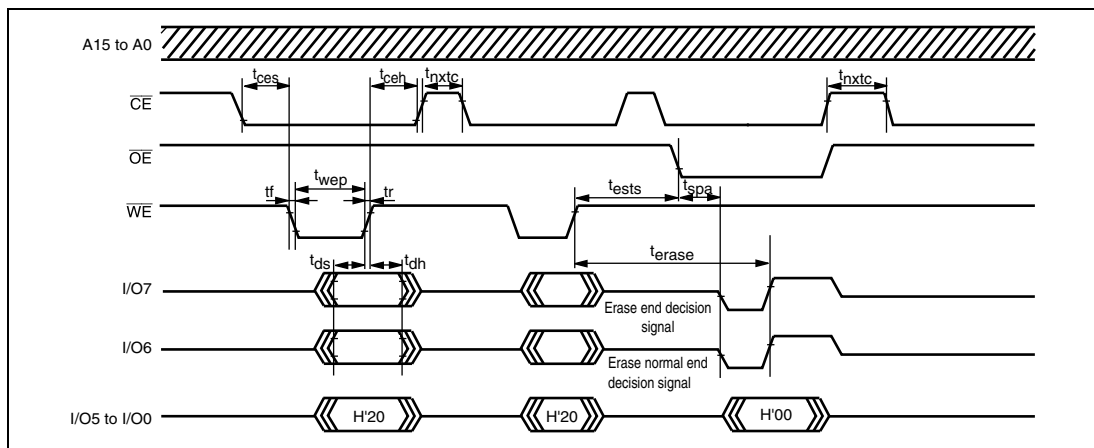 A15 to A0
tces
tceh
tnxtc
tnxtc
CE
OE
twep
tests
tspa
tf
tr
WE
terase
tds
tdh
I/O7
Erase end decision
signal
I/O6
Erase normal end
decision signal
I/O5 to I/O0
H'20
H'20
H'00